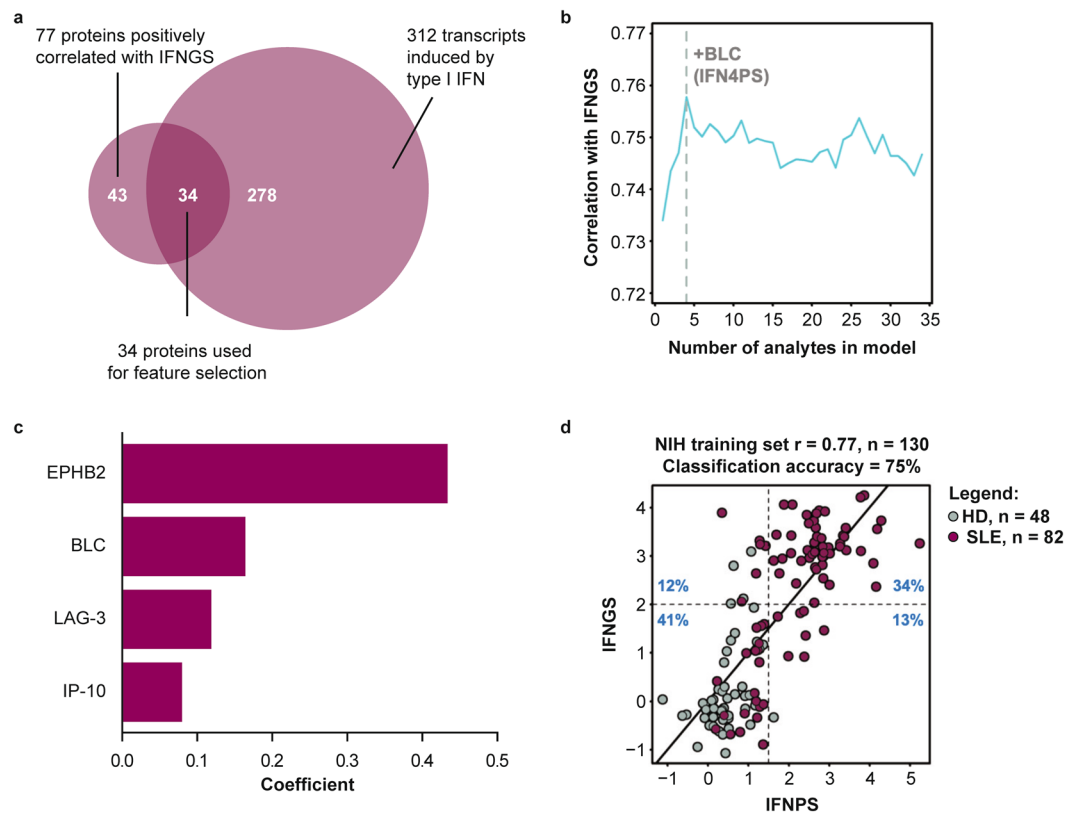 a
77 proteins positively
correlated with IFNGS
312 transcripts
induced by
type I IFN
43
34
278
34 proteins used
for feature selection
b
0.77
0.76
0.75
0.74
0.73
0.72
Correlation with IFNGS
+BLC
(IFN4PS)
0 5 10 15 20 25 30 35
Number of analytes in model
c
EPHB2
BLC
LAG-3
IP-10
0.0 0.1 0.2 0.3 0.4 0.5
Coefficient
d
NIH training set r = 0.77, n = 130
Classification accuracy = 75%
4
3
2
1
0
−1
IFNGS
12%
34%
41%
13%
−1 0 1 2 3 4 5
IFNPS
Legend:
HD, n = 48
SLE, n = 82